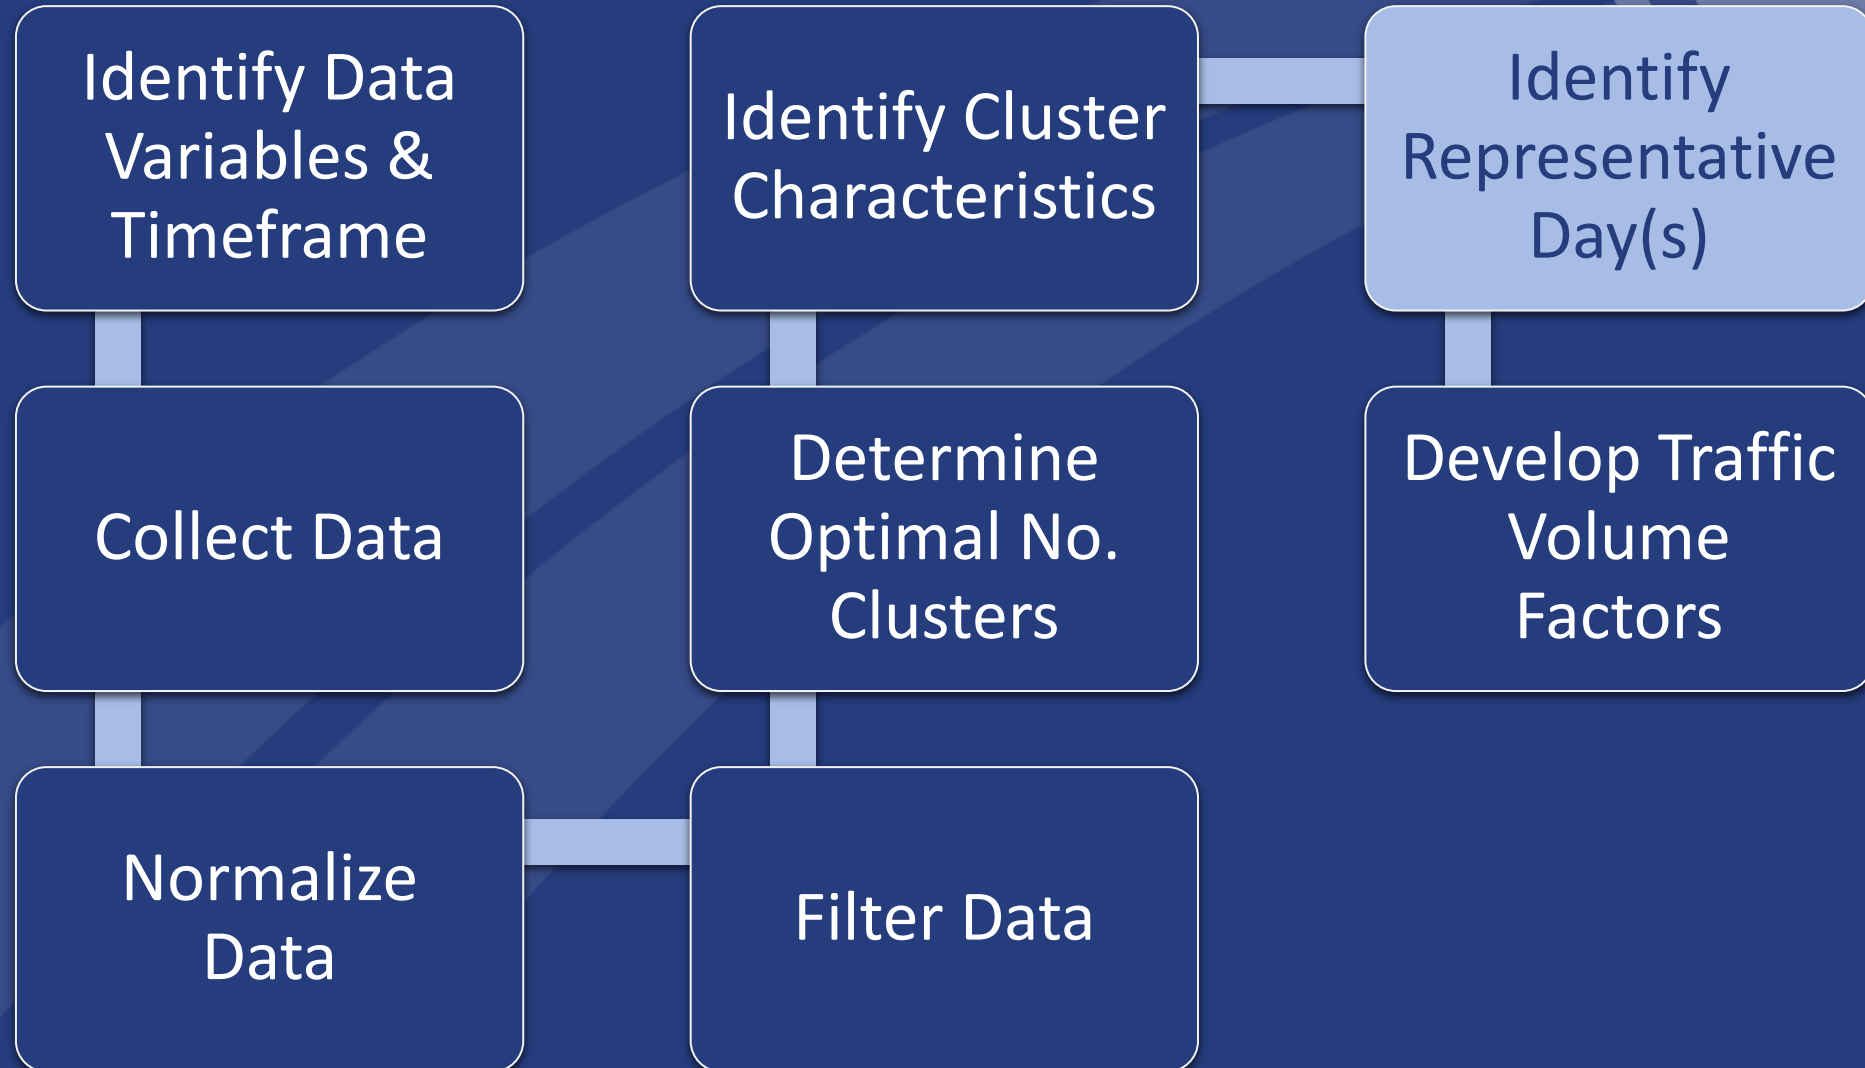 Identify Data
Variables &
Timeframe
Collect Data
Normalize
Data
Filter Data
Determine
Optimal No.
Clusters
Identify Cluster
Characteristics
Identify
Representative
Day(s)
Develop Traffic
Volume
Factors